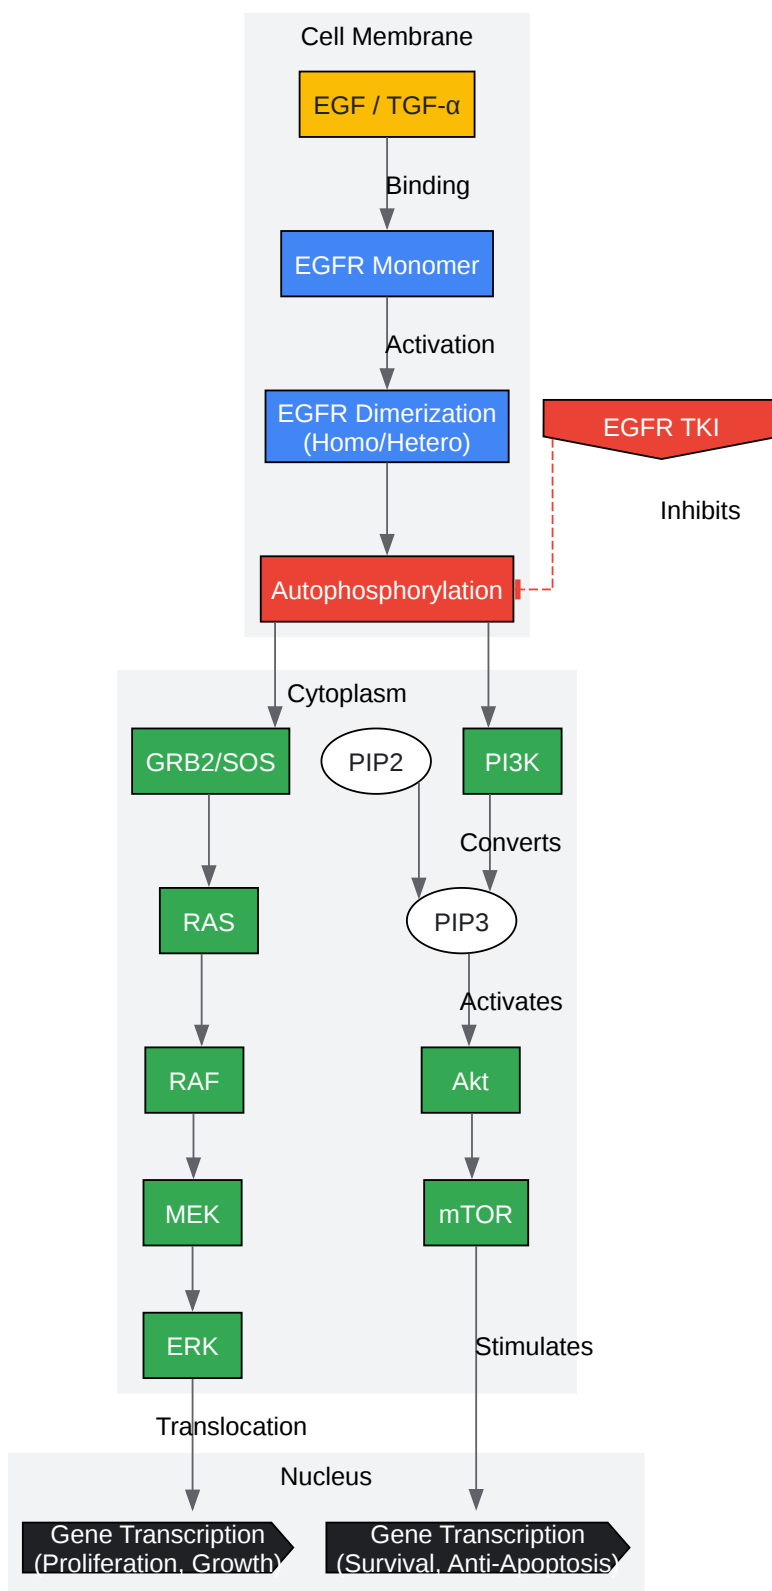 Cell Membrane
EGF / TGF-α
Binding
EGFR Monomer
Activation
EGFR Dimerization
(Homo/Hetero)
EGFR TKI
Inhibits
Autophosphorylation
Cytoplasm
GRB2/SOS
PIP2
PI3K
Converts
RAS
PIP3
Activates
RAF
Akt
MEK
mTOR
ERK
Stimulates
Translocation
Nucleus
Gene Transcription
(Proliferation, Growth)
Gene Transcription
(Survival, Anti-Apoptosis)